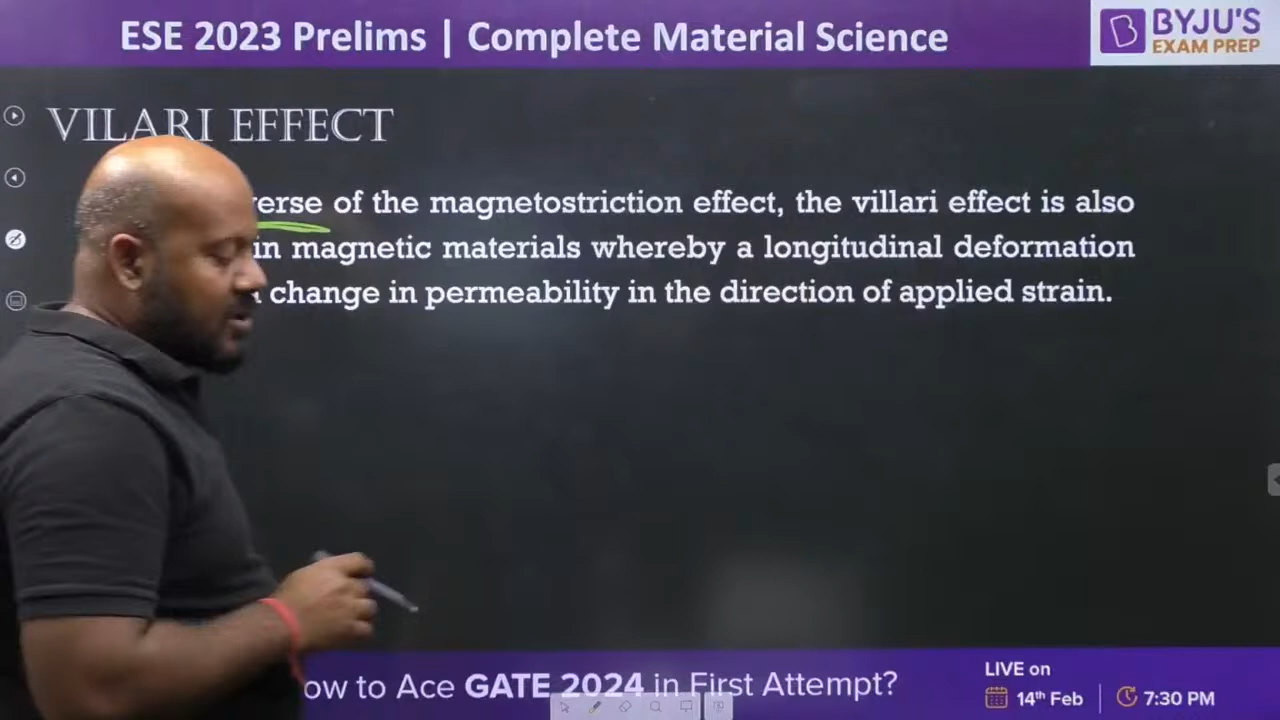 ESE 2023 Prelims | Complete Material Science
BYJU'S
EXAM PREP
VILARI EFFECT
verse of the magnetostriction effect, the villari effect is also
in magnetic materials whereby a longitudinal deformation
change in permeability in the direction of applied strain.
ow to Ace GATE 2024 in First Attempt?
LIVE on
14th Feb | 7:30 PM